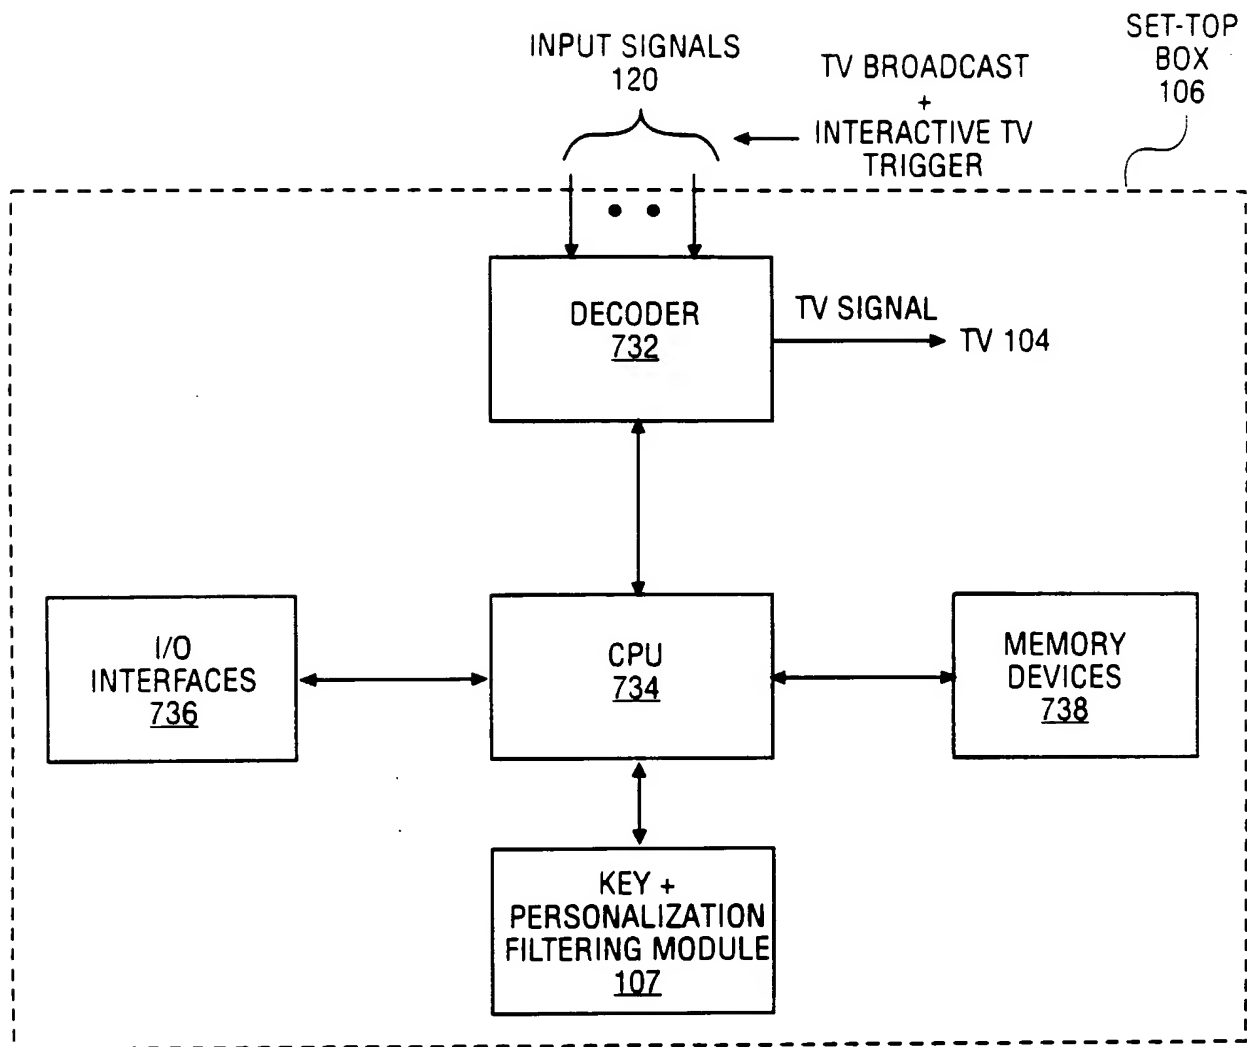 INPUT SIGNALS
120
TV BROADCAST
+
INTERACTIVE TV
TRIGGER
SET-TOP
BOX
106
DECODER
732
TV SIGNAL
TV 104
I/O
INTERFACES
736
CPU
734
MEMORY
DEVICES
738
KEY +
PERSONALIZATION
FILTERING MODULE
107